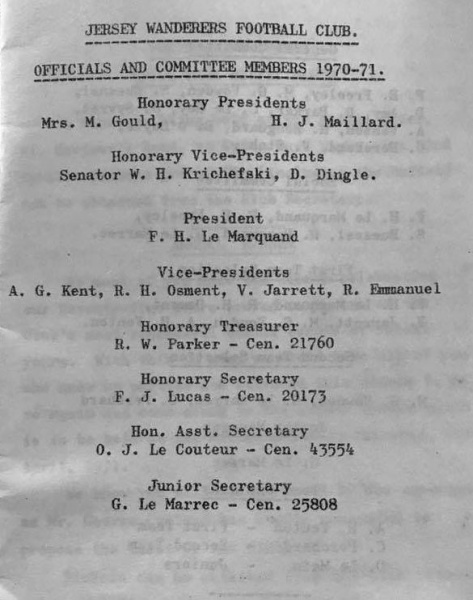 JERSEY WANDERERS FOOTBALL CLUB.
OFFICIALS AND COMMITTEE MEMBERS 1970-71.
Honorary Presidents
Mrs. M. Gould, H. J. Maillard.
Honorary Vice-Presidents
Senator W. H. Krichefski, D. Dingle.
President
F. H. Le Marquand
Vice-Presidents
A. G. Kent, R. H. Osment, V. Jarrett, R. Emmanuel
Honorary Treasurer
R. W. Parker - Cen. 21760
Honorary Secretary
F. J. Lucas - Cen. 20173
Hon. Asst. Secretary
O. J. Le Couteur - Cen. 43554
Junior Secretary
G. Le Marrec - Cen. 25808